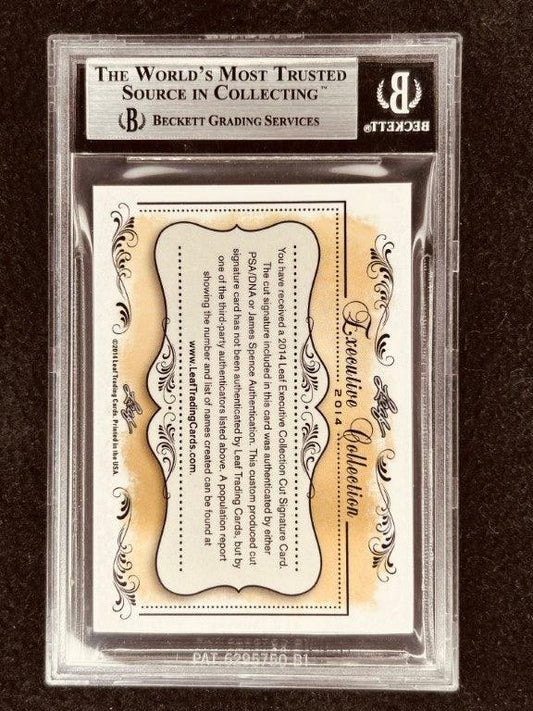 THE WORLD'S MOST TRUSTED
SOURCE IN COLLECTING™
B BECKETT GRADING SERVICES
B
BECKETT®
Executive Collection
2014
You have received a 2014 Leaf Executive Collection Cut Signature Card.
The cut signature included in this card was authenticated by either
PSA/DNA or James Spence Authentication. This custom produced cut
signature card has not been authenticated by Leaf Trading Cards, but by
one of the third-party authenticators listed above. A population report
showing the number and list of names created can be found at
www.LeafTradingCards.com.
Leaf
©2014 Leaf Trading Cards. Printed in the USA
PAT 6295750 B1